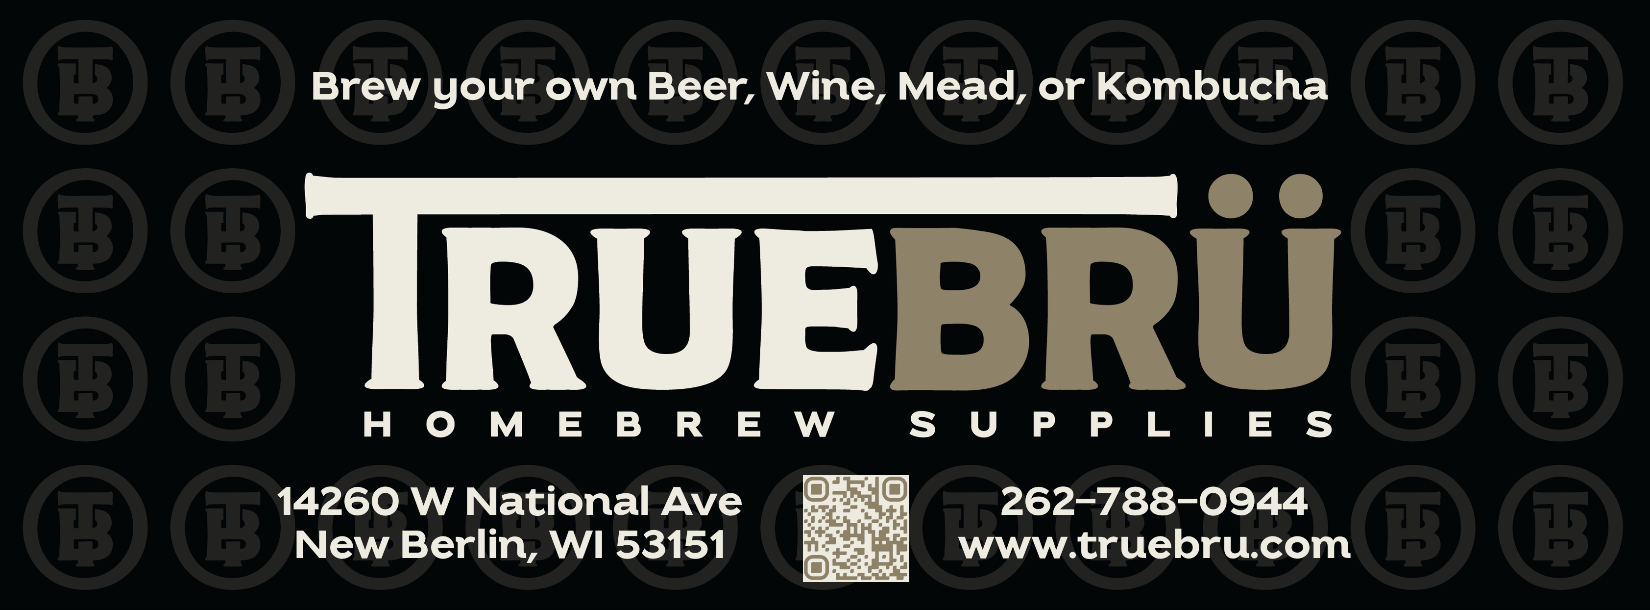 Brew your own Beer, Wine, Mead, or Kombucha
TRUEBRÜ
HOMEBREW SUPPLIES
14260 W National Ave
New Berlin, WI 53151
262-788-0944
www.truebru.com